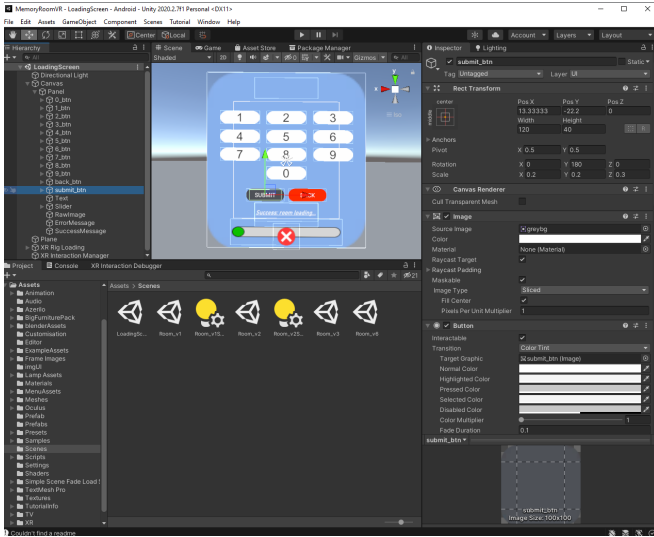 MemoryRoomVR - LoadingScreen - Android - Unity 2020.2.7f1 Personal <DX11>
File Edit Assets GameObject Component Scenes Tutorial Window Help
Center Local
Account Layers Layout
Hierarchy
All
LoadingScreen
Directional Light
Canvas
Panel
0_btn
1_btn
2_btn
3_btn
4_btn
5_btn
6_btn
7_btn
8_btn
9_btn
back_btn
submit_btn
Text
Slider
RawImage
ErrorMessage
SuccessMessage
Plane
XR Rig Loading
XR Interaction Manager
Scene Game Asset Store Package Manager
Shaded 2D Gizmos All
1 2 3
4 5 6
7 8 9
0
SUBMIT
Success, room loading...
Inspector Lighting
submit_btn Static
Tag Untagged Layer UI
Rect Transform
center Pos X Pos Y Pos Z
middle 13.33333 -22.2 0
Width Height
120 40 R
Anchors
Pivot X 0.5 Y 0.5
Rotation X 0 Y 180 Z 0
Scale X 0.2 Y 0.2 Z 0.3
Canvas Renderer
Cull Transparent Mesh
Image
Source Image greybg
Color
Material None (Material)
Raycast Target
Raycast Padding
Maskable
Image Type Sliced
Fill Center
Pixels Per Unit Multiplier 1
Button
Interactable
Transition Color Tint
Target Graphic submit_btn (Image)
Normal Color
Highlighted Color
Pressed Color
Selected Color
Disabled Color
Color Multiplier 1
Fade Duration 0.1
submit_btn
submit_btn
Image Size: 100x100
Project Console XR Interaction Debugger
21
Assets
Animation
Audio
Azerilo
BigFurniturePack
blenderAssets
Customisation
Editor
ExampleAssets
Frame Images
ImgUI
Lamp Assets
Materials
MenuAssets
Meshes
Oculus
Prefab
Prefabs
Presets
Samples
Scenes
Scripts
Settings
Shaders
Simple Scene Fade Load S
TextMesh Pro
Textures
TutorialInfo
TV
XR
Assets > Scenes
LoadingSc... Room_v1 Room_v1S... Room_v2 Room_v2S... Room_v3 Room_v6
Couldn't find a readme